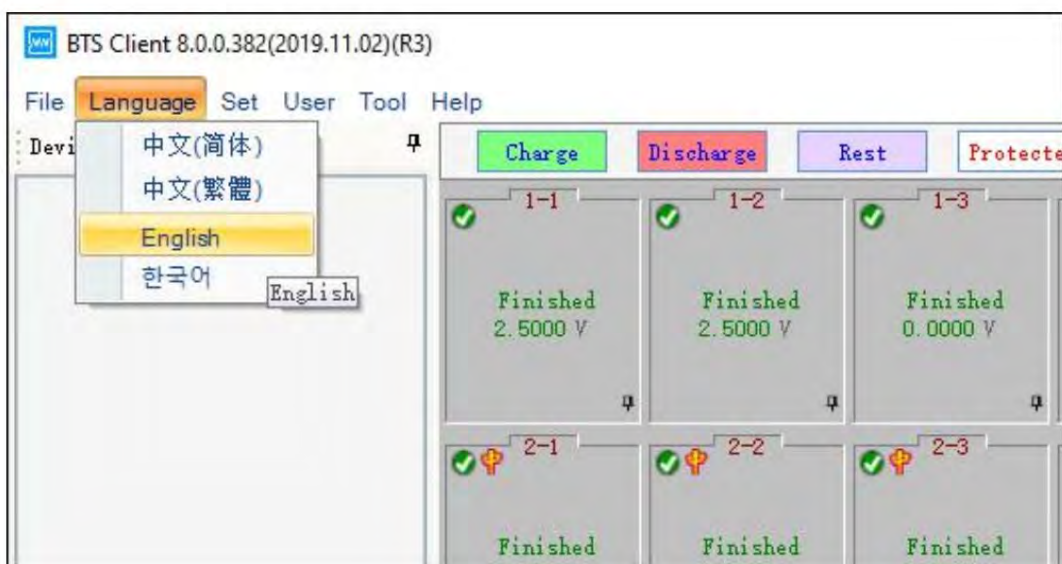 BTS Client 8.0.0.382(2019.11.02)(R3)
File Language Set User Tool Help
Devi
中文(简体)
中文(繁體)
English
한국어
English
Charge Discharge Rest Protecte
1-1 1-2 1-3
Finished Finished Finished
2.5000 V 2.5000 V 0.0000 V
2-1 2-2 2-3
Finished Finished Finished